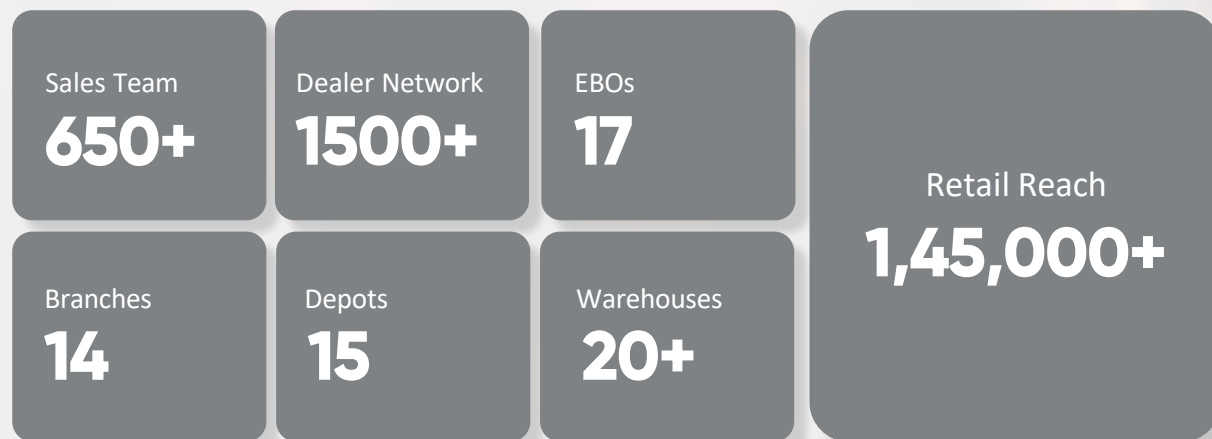 Sales Team
650+
Dealer Network
1500+
EBOs
17
Retail Reach
1,45,000+
Branches
14
Depots
15
Warehouses
20+